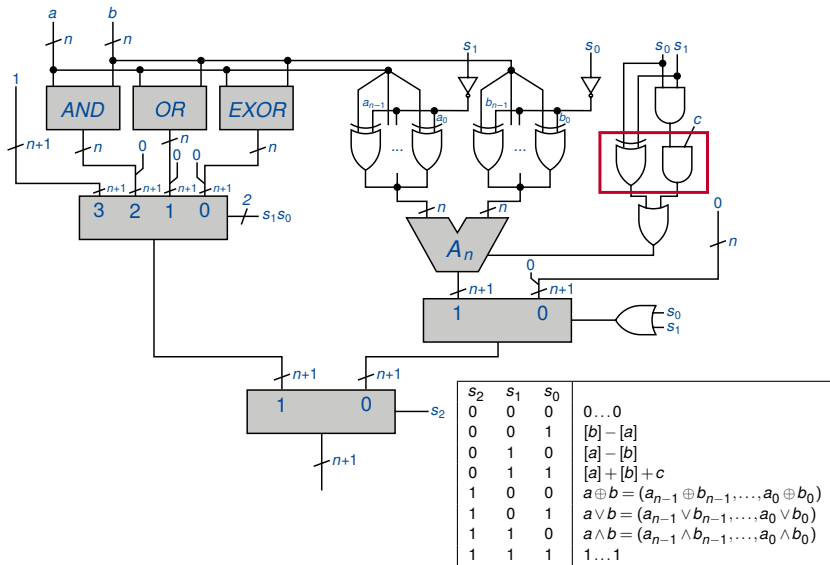 a b s₁ s₀ s₀ s₁
n n
1
AND OR EXOR
aₙ₋₁ a₀ bₙ₋₁ b₀
c
... ...
n+1 n n n
0 0 0
n+1 n+1 n+1 n+1
3 2 1 0
2
s₁s₀
n n
0
n
Aₙ
0
n+1 n+1
1 0
s₀
s₁
n+1 n+1
1 0
s₂
n+1
s₂ s₁ s₀
0 0 0 0...0
0 0 1 [b]−[a]
0 1 0 [a]−[b]
0 1 1 [a]+[b]+c
1 0 0 a⊕b=(aₙ₋₁⊕bₙ₋₁,...,a₀⊕b₀)
1 0 1 a∨b=(aₙ₋₁∨bₙ₋₁,...,a₀∨b₀)
1 1 0 a∧b=(aₙ₋₁∧bₙ₋₁,...,a₀∧b₀)
1 1 1 1...1